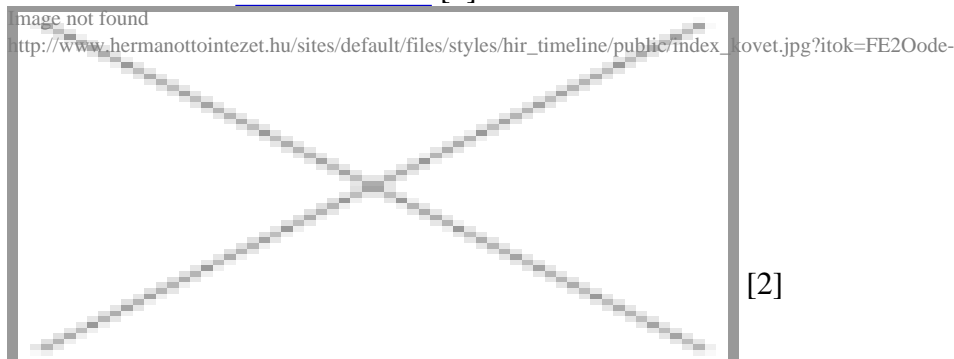 Image not found
http://www.hermanottointezet.hu/sites/default/files/styles/hir_timeline/public/index_kovet.jpg?itok=FE2Oode-
[2]